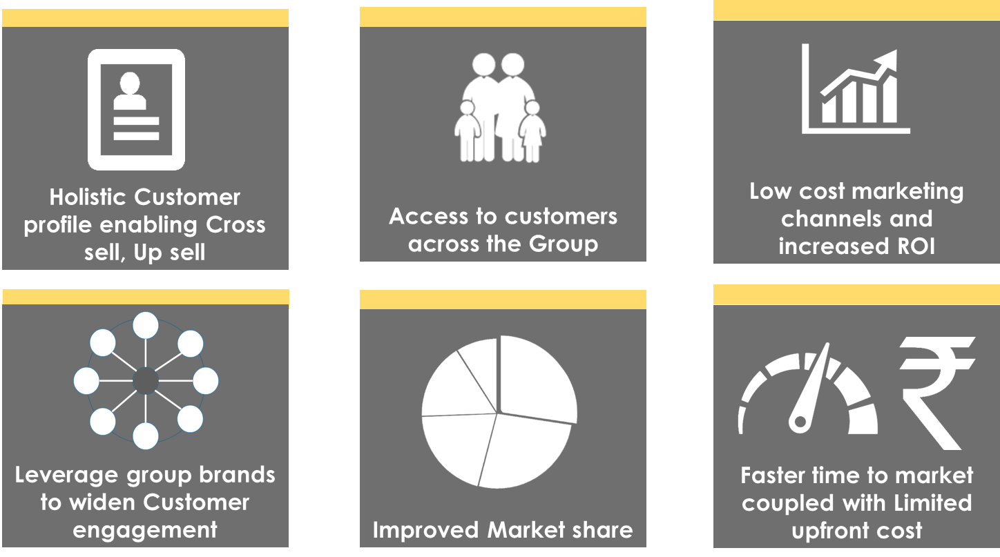 Holistic Customer
profile enabling Cross
sell, Up sell
Access to customers
across the Group
Low cost marketing
channels and
increased ROI
Leverage group brands
to widen Customer
engagement
Improved Market share
₹
Faster time to market
coupled with Limited
upfront cost